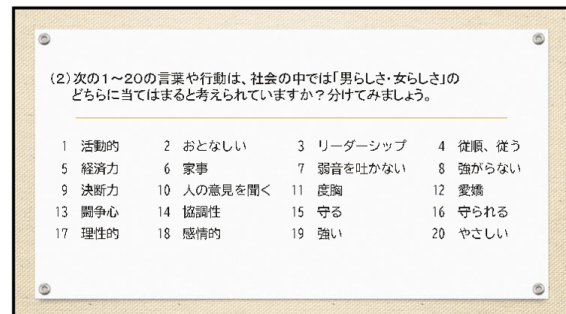 (2)次の1~20の言葉や行動は、社会の中では「男らしさ・女らしさ」の
どちらに当てはまると考えられていますか？分けてみましょう。
1 活動的 2 おとなしい 3 リーダーシップ 4 従順、従う
5 経済力 6 家事 7 弱音を吐かない 8 強がらない
9 決断力 10 人の意見を聞く 11 度胸 12 愛嬌
13 闘争心 14 協調性 15 守る 16 守られる
17 理性的 18 感情的 19 強い 20 やさしい